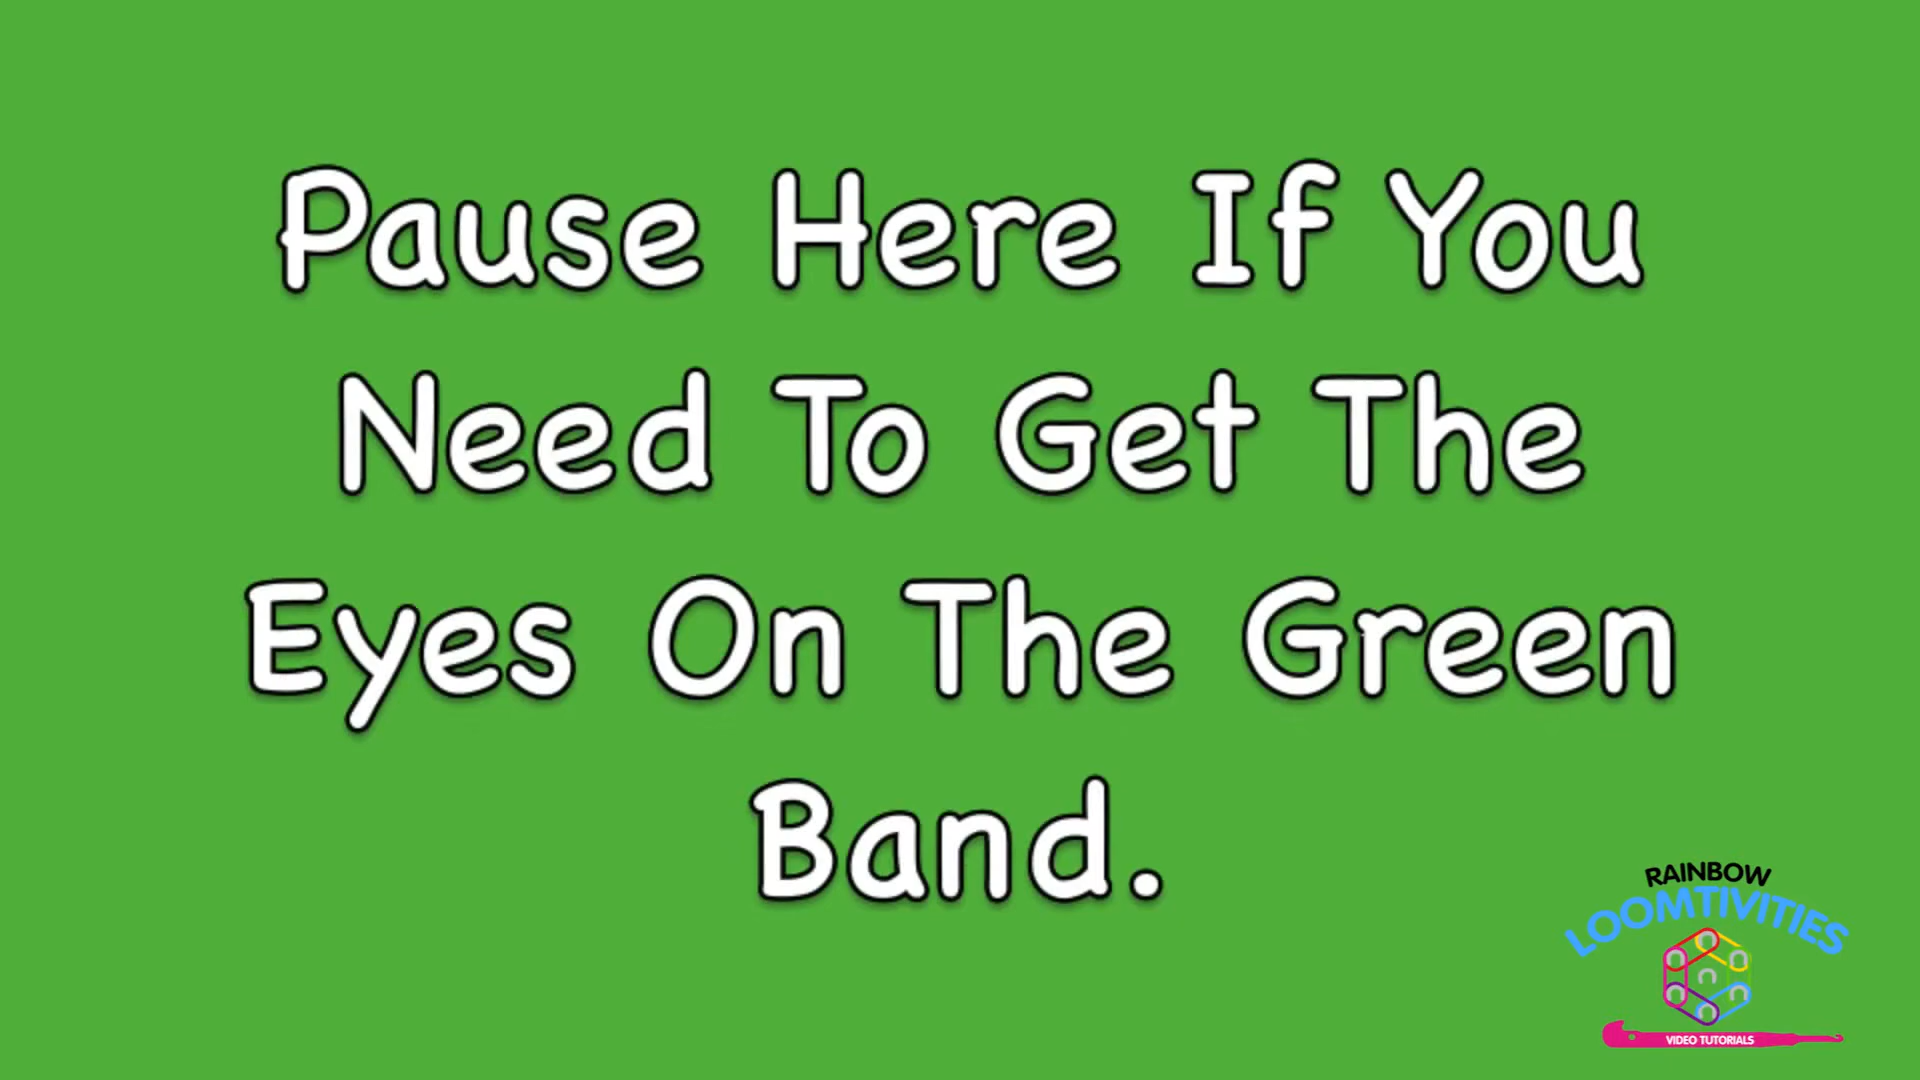 Pause Here If You
Need To Get The
Eyes On The Green
Band.
RAINBOW
LOOMTIVITIES
VIDEO TUTORIALS